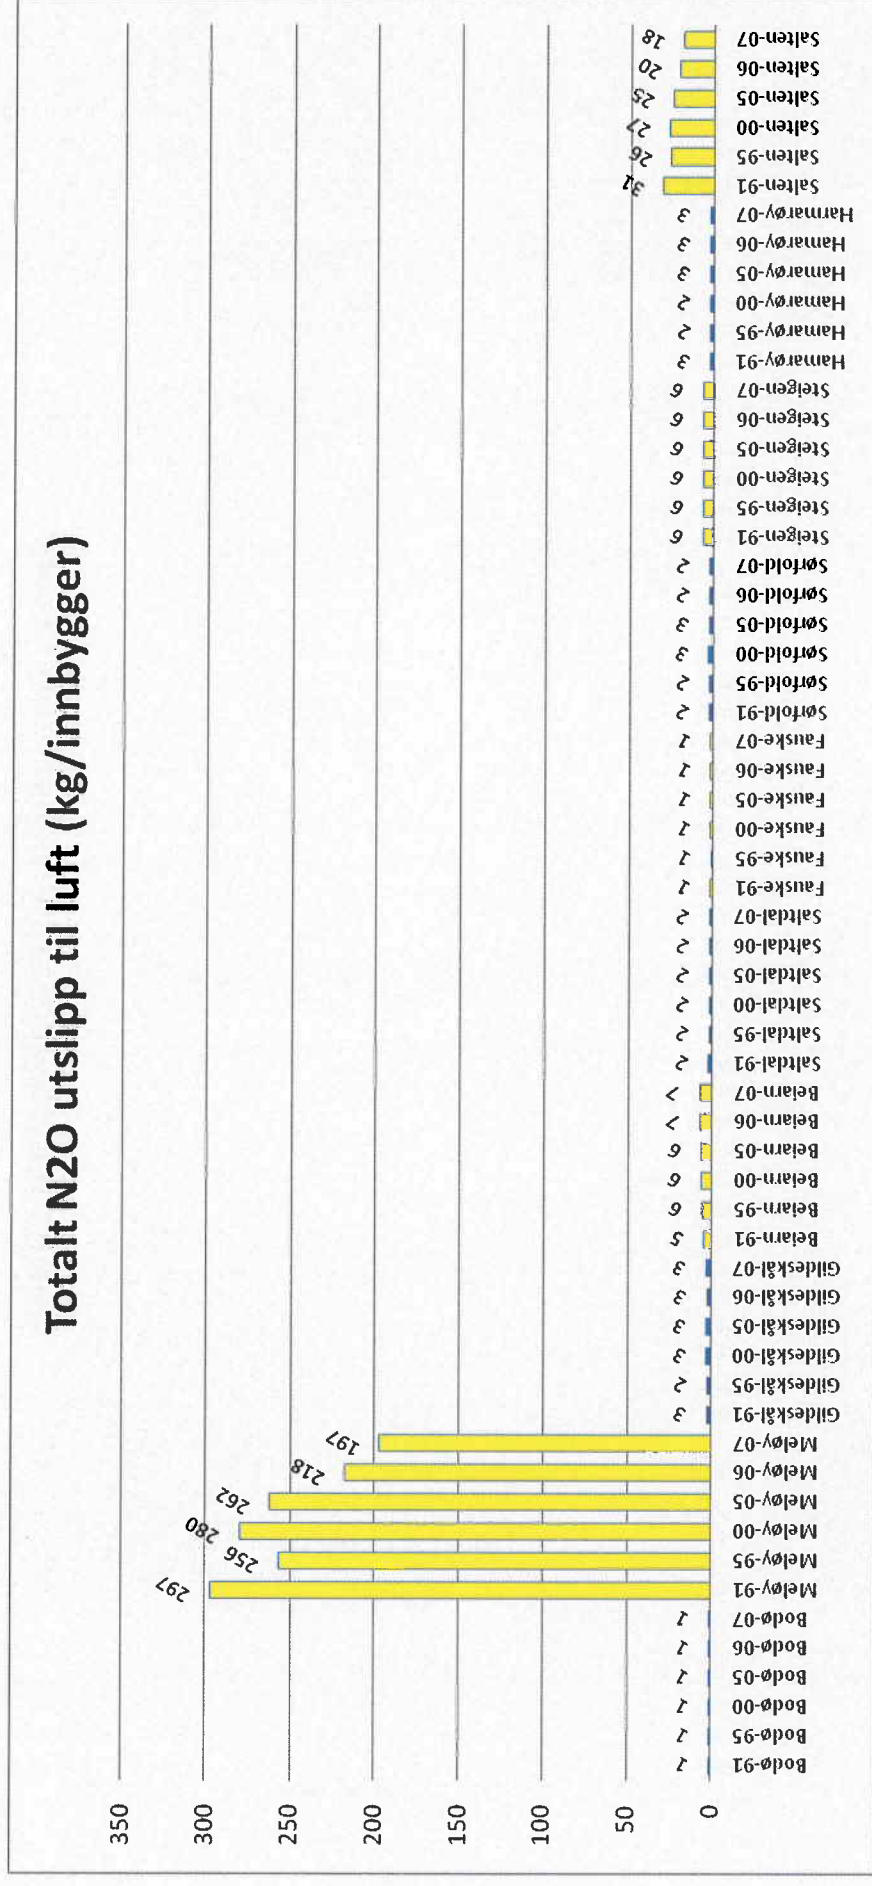 Totalt N2O utslipp til luft (kg/innbygger)
350
300
250
200
150
100
50
0
1
1
1
1
1
1
297
256
280
262
218
197
3
2
3
3
3
3
5
6
6
6
7
7
2
2
2
2
2
2
1
1
1
1
1
1
2
2
3
3
2
2
6
6
6
6
6
6
3
2
2
3
3
3
31
26
27
25
20
18
Bodø-91
Bodø-95
Bodø-00
Bodø-05
Bodø-06
Bodø-07
Meløy-91
Meløy-95
Meløy-00
Meløy-05
Meløy-06
Meløy-07
Gildeskål-91
Gildeskål-95
Gildeskål-00
Gildeskål-05
Gildeskål-06
Gildeskål-07
Beiarn-91
Beiarn-95
Beiarn-00
Beiarn-05
Beiarn-06
Beiarn-07
Saltdal-91
Saltdal-95
Saltdal-00
Saltdal-05
Saltdal-06
Saltdal-07
Fauske-91
Fauske-95
Fauske-00
Fauske-05
Fauske-06
Fauske-07
Sørfold-91
Sørfold-95
Sørfold-00
Sørfold-05
Sørfold-06
Sørfold-07
Steigen-91
Steigen-95
Steigen-00
Steigen-05
Steigen-06
Steigen-07
Hamarøy-91
Hamarøy-95
Hamarøy-00
Hamarøy-05
Hamarøy-06
Harmarøy-07
Salten-91
Salten-95
Salten-00
Salten-05
Salten-06
Salten-07